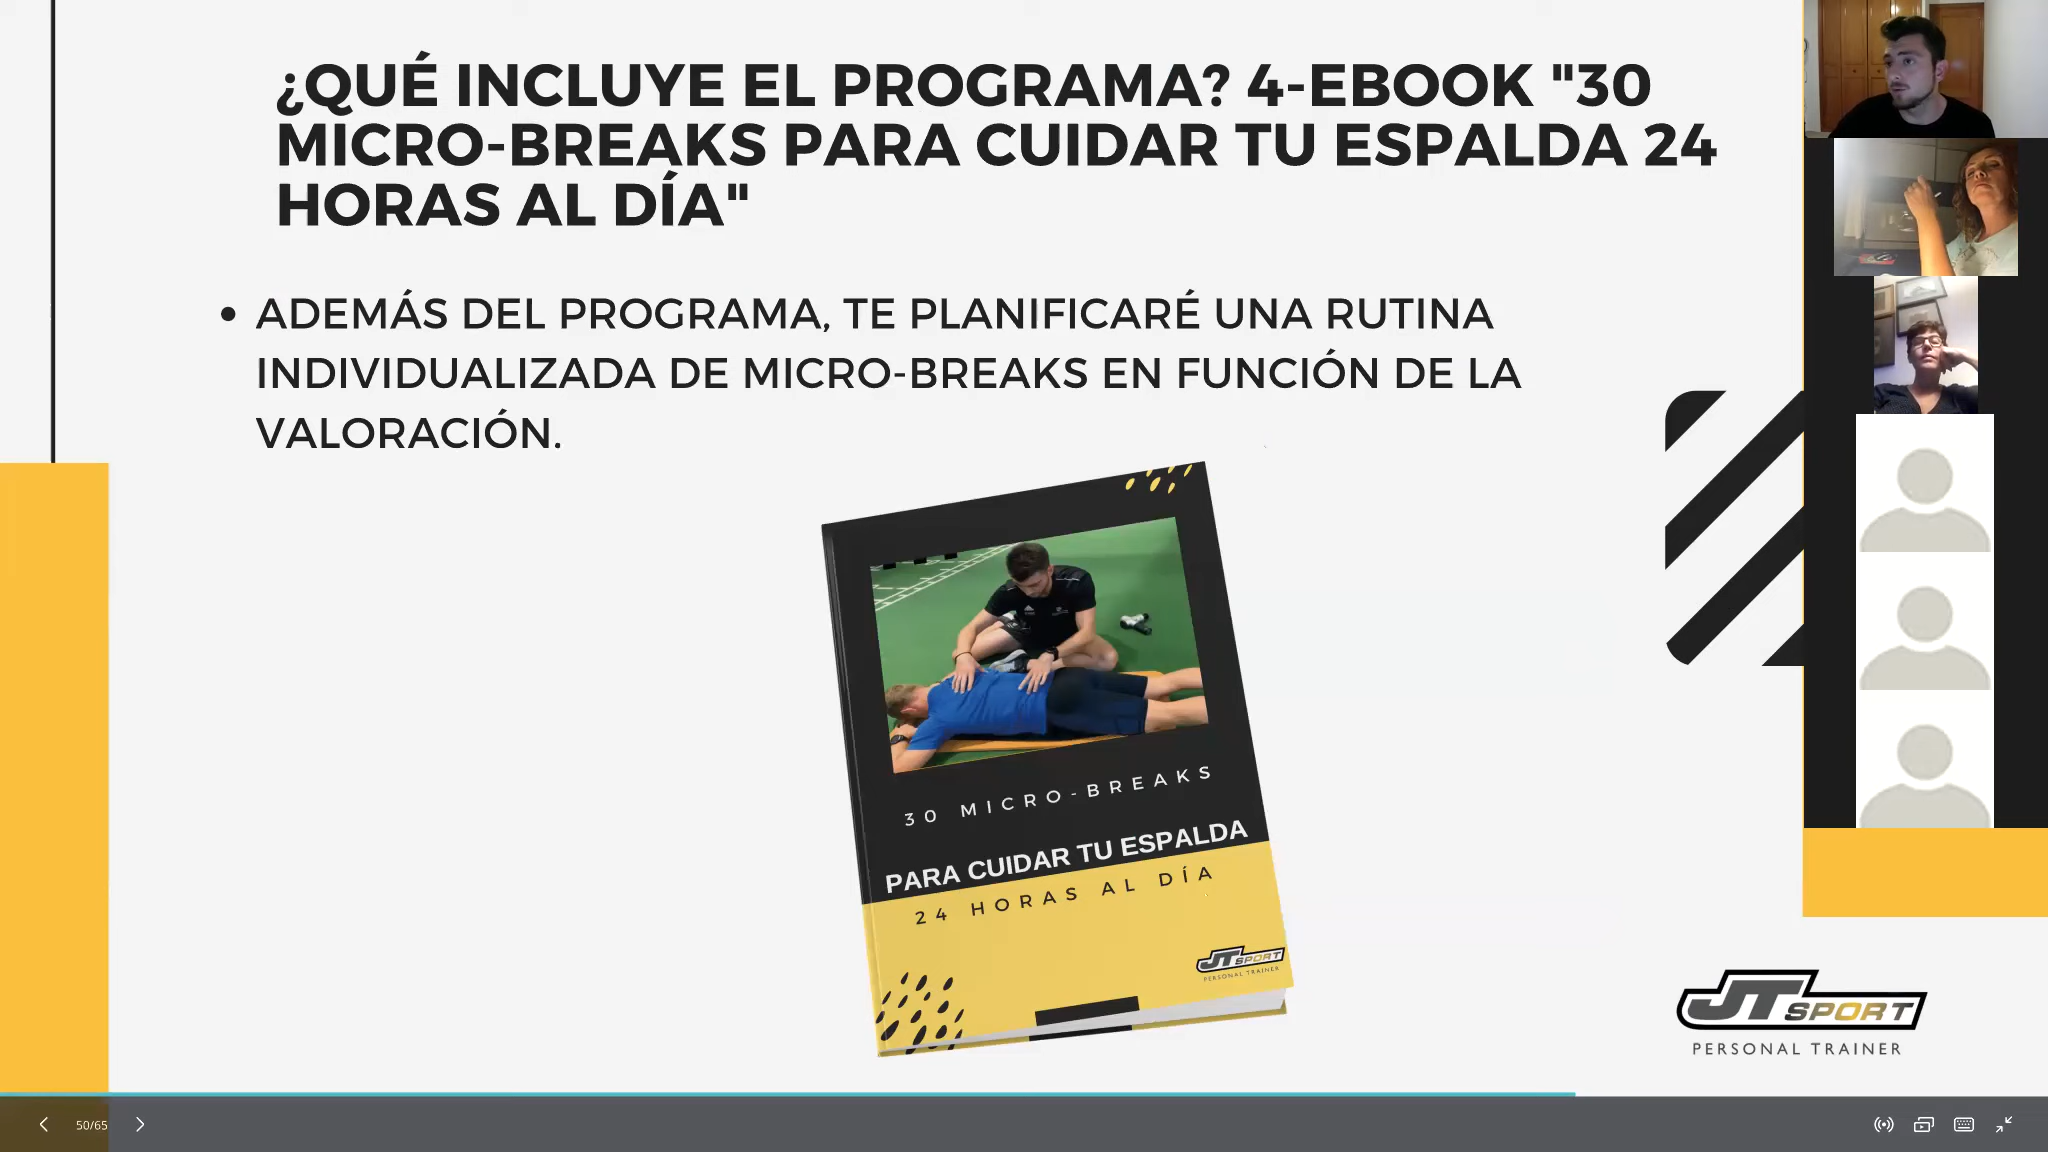 ¿QUÉ INCLUYE EL PROGRAMA? 4-EBOOK "30
MICRO-BREAKS PARA CUIDAR TU ESPALDA 24
HORAS AL DÍA"
• ADEMÁS DEL PROGRAMA, TE PLANIFICARÉ UNA RUTINA
INDIVIDUALIZADA DE MICRO-BREAKS EN FUNCIÓN DE LA
VALORACIÓN.
30 MICRO-BREAKS
PARA CUIDAR TU ESPALDA
24 HORAS AL DÍA
JT SPORT
PERSONAL TRAINER
JT SPORT
PERSONAL TRAINER
50/65